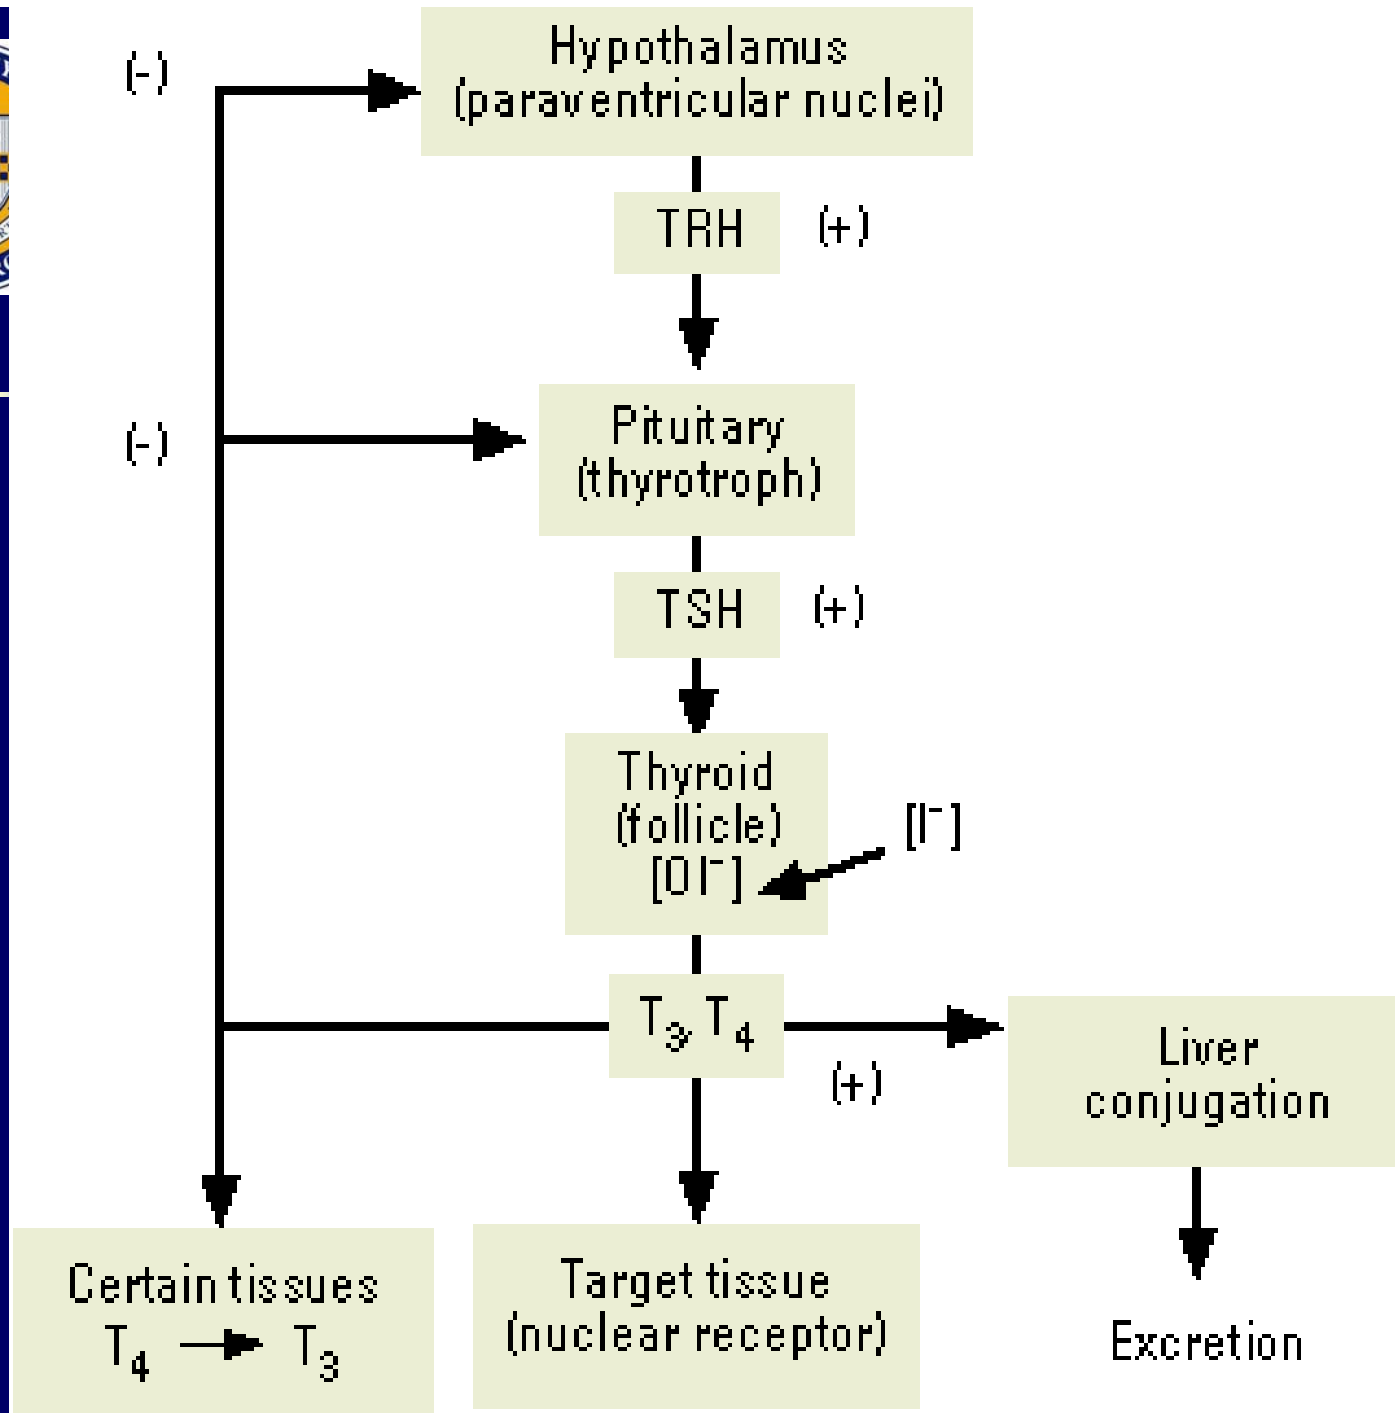 (-)
Hypothalamus
(paraventricular nuclei)
TRH
(+)
(-)
Pituitary
(thyrotroph)
TSH
(+)
Thyroid
(follicle)
[OI⁻]
[I⁻]
T₃, T₄
(+)
Liver
conjugation
Certain tissues
T₄ → T₃
Target tissue
(nuclear receptor)
Excretion